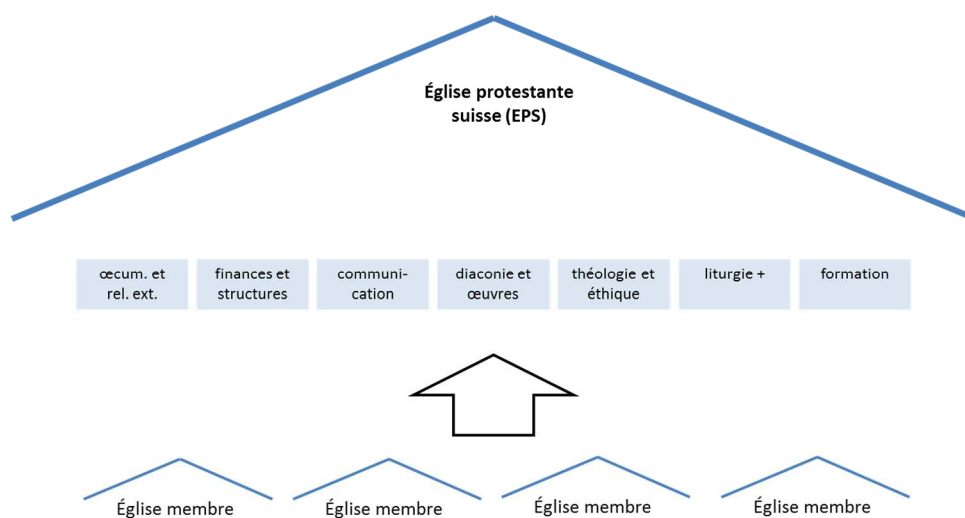 Église protestante
suisse (EPS)
œcum. et
rel. ext.
finances et
structures
communi-
cation
diaconie et
œuvres
théologie et
éthique
liturgie +
formation
Église membre
Église membre
Église membre
Église membre